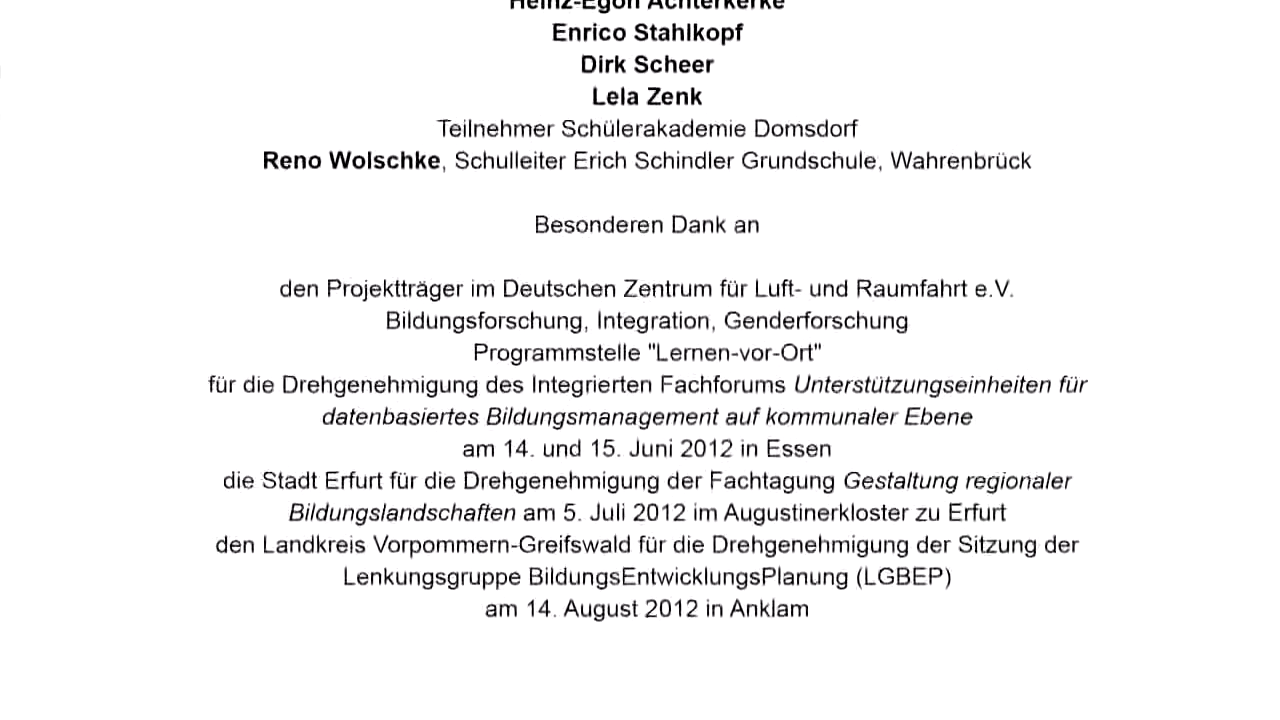 Heinz-Egon Achterkerke
Enrico Stahlkopf
Dirk Scheer
Lela Zenk
Teilnehmer Schülerakademie Domsdorf
Reno Wolschke, Schulleiter Erich Schindler Grundschule, Wahrenbrück
Besonderen Dank an
den Projektträger im Deutschen Zentrum für Luft- und Raumfahrt e.V.
Bildungsforschung, Integration, Genderforschung
Programmstelle "Lernen-vor-Ort"
für die Drehgenehmigung des Integrierten Fachforums Unterstützungseinheiten für
datenbasiertes Bildungsmanagement auf kommunaler Ebene
am 14. und 15. Juni 2012 in Essen
die Stadt Erfurt für die Drehgenehmigung der Fachtagung Gestaltung regionaler
Bildungslandschaften am 5. Juli 2012 im Augustinerkloster zu Erfurt
den Landkreis Vorpommern-Greifswald für die Drehgenehmigung der Sitzung der
Lenkungsgruppe BildungsEntwicklungsPlanung (LGBEP)
am 14. August 2012 in Anklam